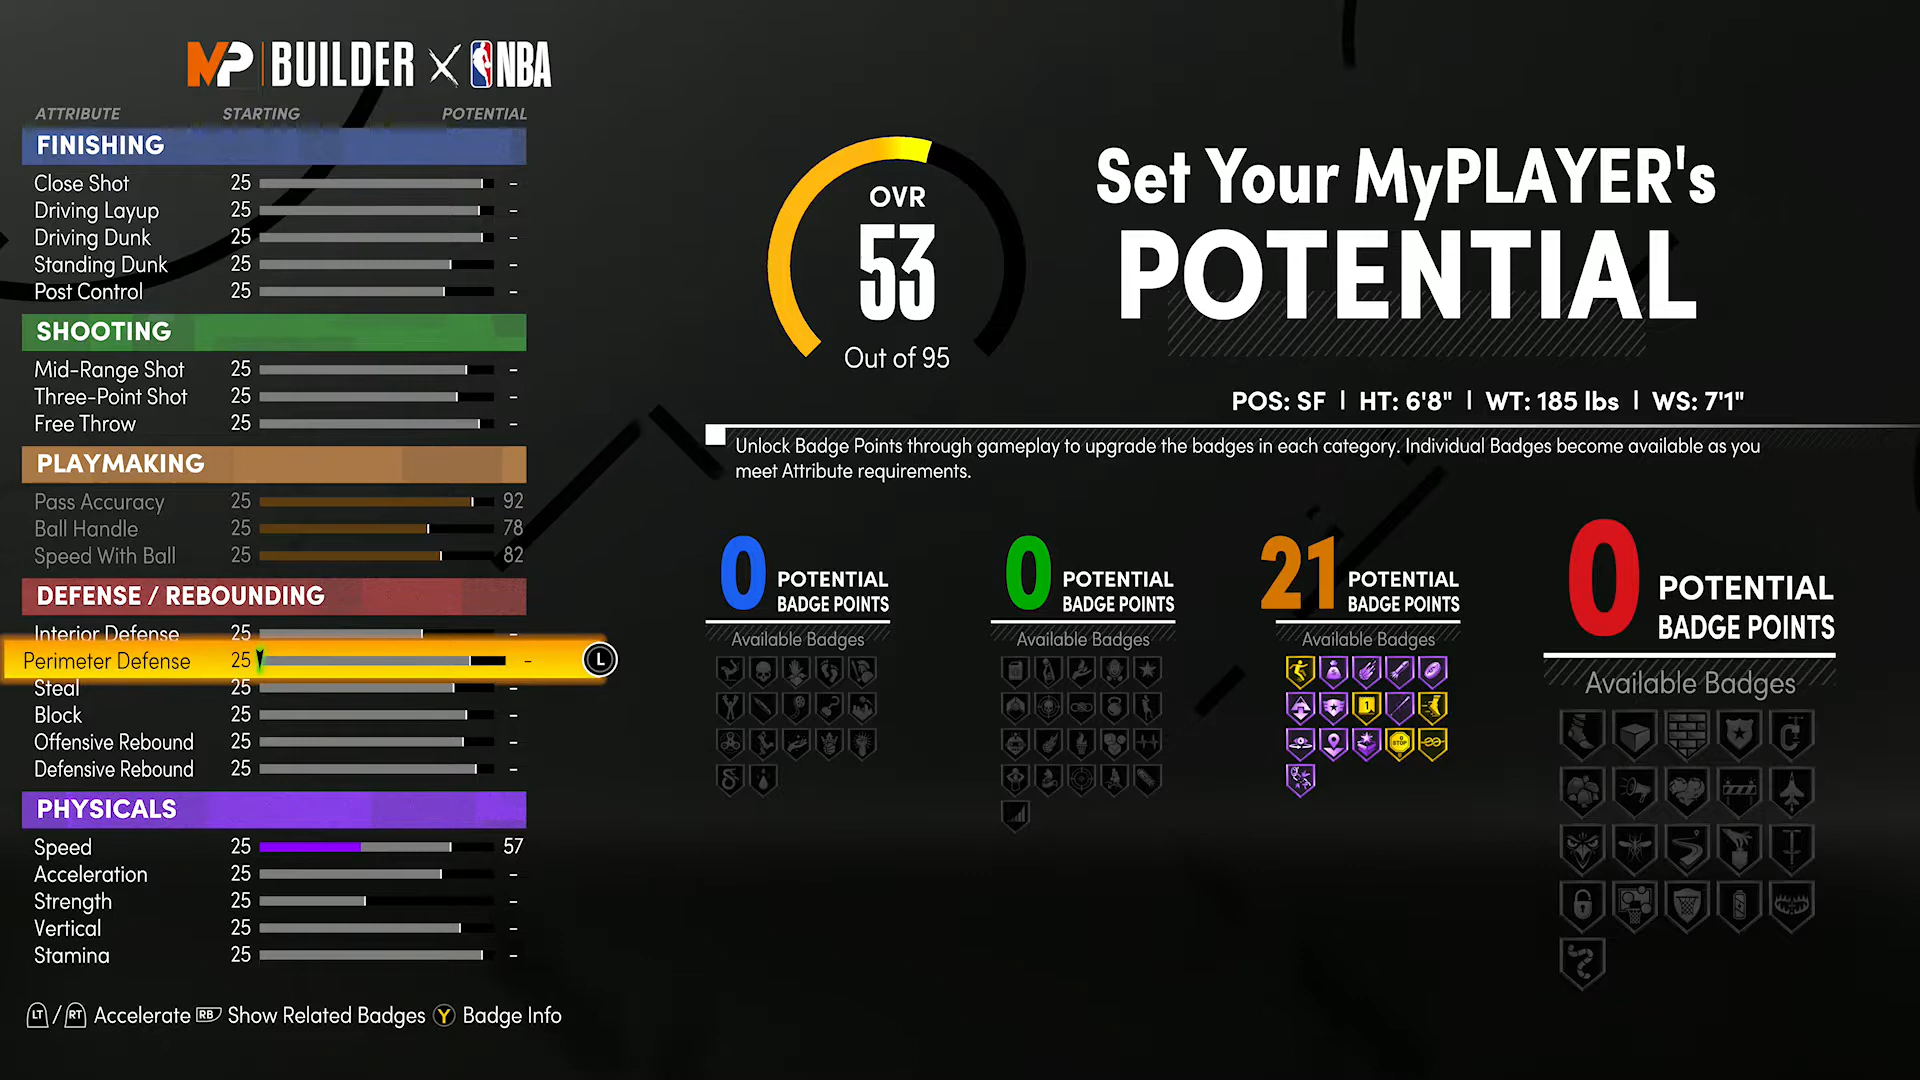 MP | BUILDER X NBA
ATTRIBUTE STARTING POTENTIAL
FINISHING
Close Shot 25 -
Driving Layup 25 -
Driving Dunk 25 -
Standing Dunk 25 -
Post Control 25 -
SHOOTING
Mid-Range Shot 25 -
Three-Point Shot 25 -
Free Throw 25 -
PLAYMAKING
Pass Accuracy 25 92
Ball Handle 25 78
Speed With Ball 25 82
DEFENSE / REBOUNDING
Interior Defense 25 -
Perimeter Defense 25 - L
Steal 25 -
Block 25 -
Offensive Rebound 25 -
Defensive Rebound 25 -
PHYSICALS
Speed 25 57
Acceleration 25 -
Strength 25 -
Vertical 25 -
Stamina 25 -
LT / RT Accelerate RB Show Related Badges Y Badge Info
OVR
53
Out of 95
Set Your MyPLAYER's
POTENTIAL
POS: SF | HT: 6'8" | WT: 185 lbs | WS: 7'1"
Unlock Badge Points through gameplay to upgrade the badges in each category. Individual Badges become available as you
meet Attribute requirements.
0 POTENTIAL
BADGE POINTS
Available Badges
0 POTENTIAL
BADGE POINTS
Available Badges
21 POTENTIAL
BADGE POINTS
Available Badges
1
STOP
0 POTENTIAL
BADGE POINTS
Available Badges